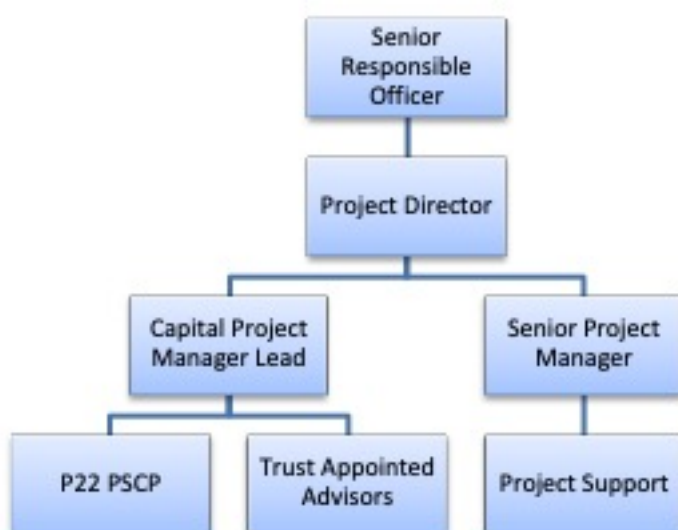 Senior
Responsible
Officer
Project Director
Capital Project
Manager Lead
Senior Project
Manager
P22 PSCP
Trust Appointed
Advisors
Project Support